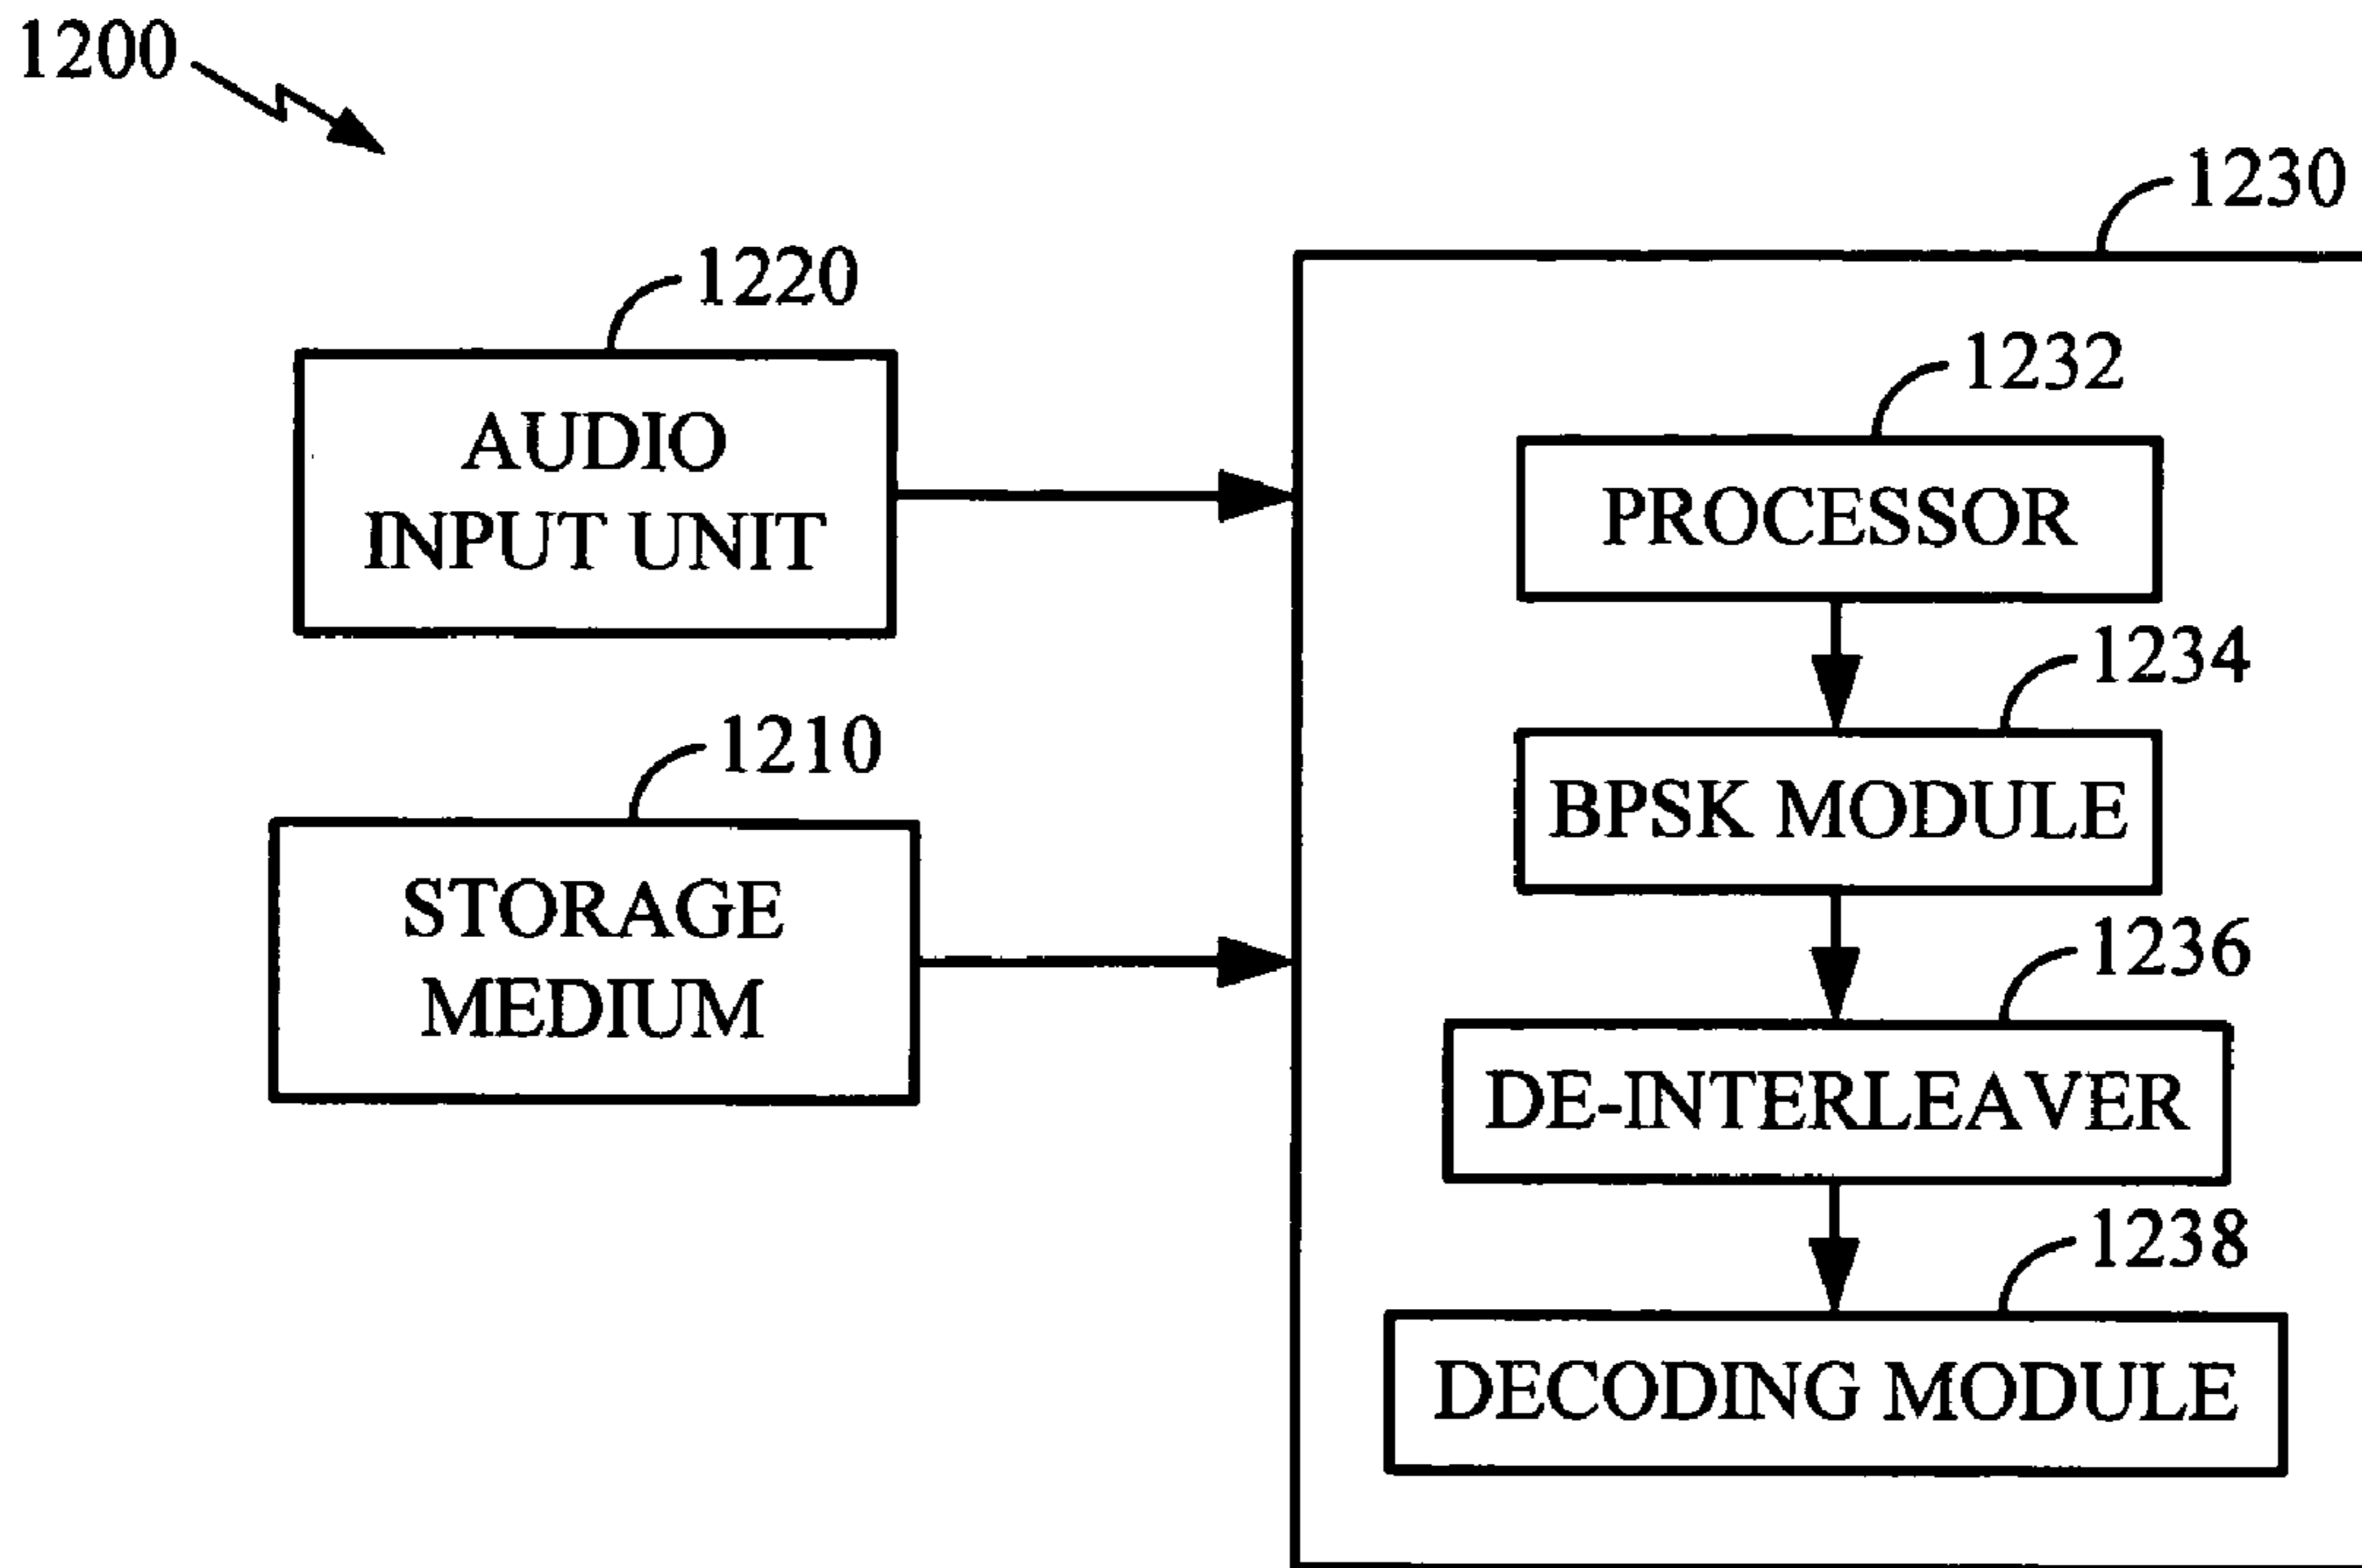 1200
1230
1220
AUDIO
INPUT UNIT
1232
PROCESSOR
1234
BPSK MODULE
1210
STORAGE
MEDIUM
1236
DE-INTERLEAVER
1238
DECODING MODULE